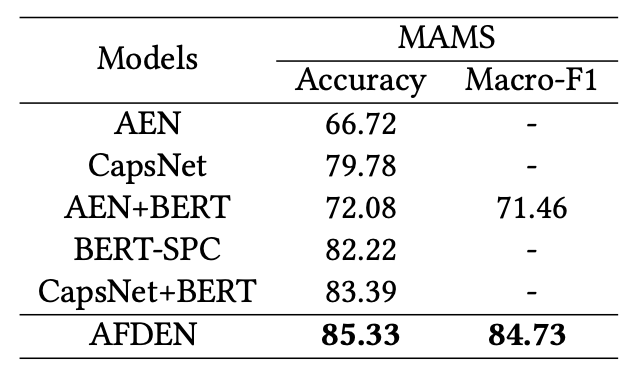 Models MAMS
Accuracy Macro-F1
AEN 66.72 -
CapsNet 79.78 -
AEN+BERT 72.08 71.46
BERT-SPC 82.22 -
CapsNet+BERT 83.39 -
AFDEN 85.33 84.73